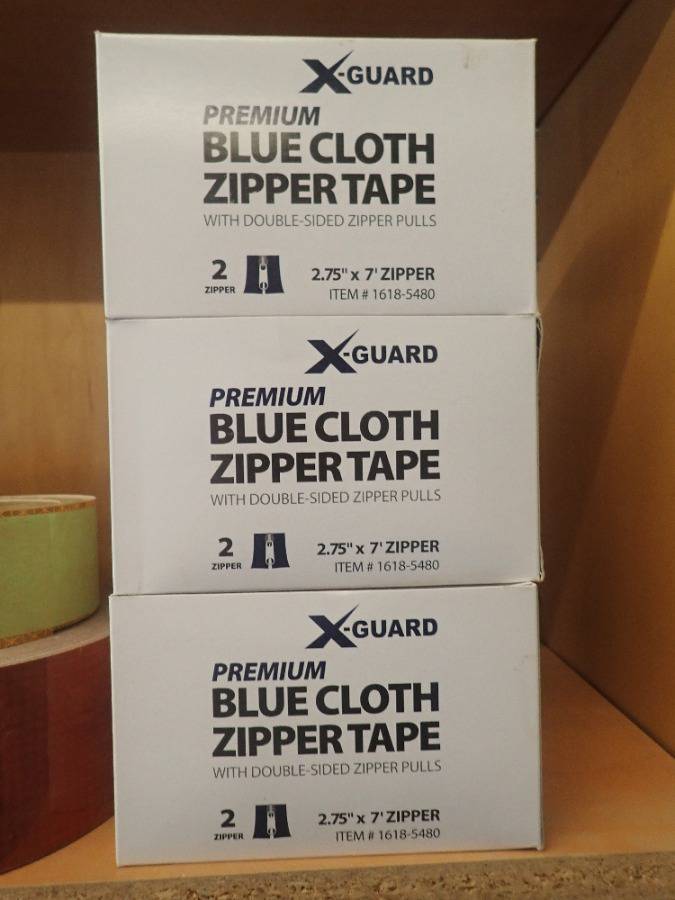 X-GUARD
PREMIUM
BLUE CLOTH
ZIPPER TAPE
WITH DOUBLE-SIDED ZIPPER PULLS
2 2.75" x 7' ZIPPER
ZIPPER ITEM # 1618-5480
X-GUARD
PREMIUM
BLUE CLOTH
ZIPPER TAPE
WITH DOUBLE-SIDED ZIPPER PULLS
2 2.75" x 7' ZIPPER
ZIPPER ITEM # 1618-5480
X-GUARD
PREMIUM
BLUE CLOTH
ZIPPER TAPE
WITH DOUBLE-SIDED ZIPPER PULLS
2 2.75" x 7' ZIPPER
ZIPPER ITEM # 1618-5480